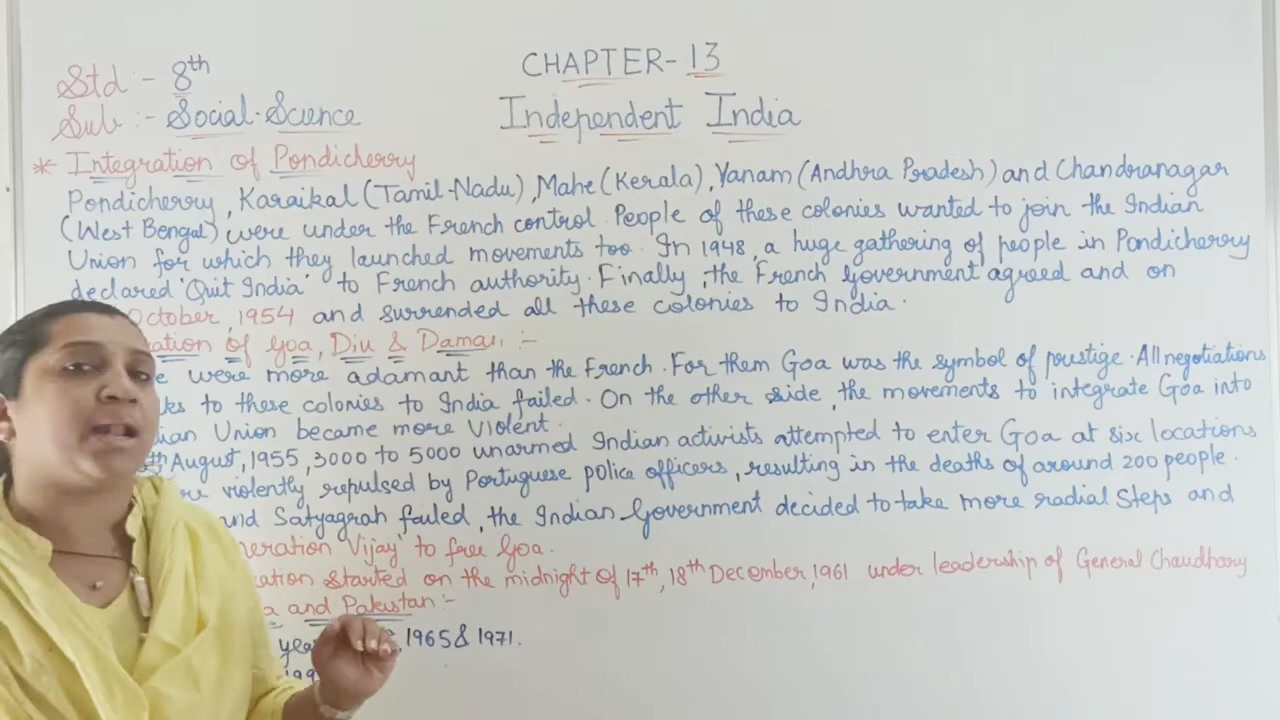 CHAPTER-13
Std :- 8th
Independent India
Sub :- Social-Science
* Integration of Pondicherry
Pondicherry, Karaikal (Tamil-Nadu), Mahe (Kerala), Yanam (Andhra Pradesh) and Chandranagar
(West Bengal) were under the French control. People of these colonies wanted to join the Indian
Union for which they launched movements too. In 1948, a huge gathering of people in Pondicherry
declared 'Quit India' to French authority. Finally, the French Government agreed and on
October, 1954 and surrended all these colonies to India.
of Goa, Diu & Daman :-
were more adamant than the French. For them Goa was the symbol of prestige. All negotiations
to these colonies to India failed. On the other side, the movements to integrate Goa into
Union became more violent.
August, 1955, 3000 to 5000 unarmed Indian activists attempted to enter Goa at six locations
violently repulsed by Portuguese police officers, resulting in the deaths of around 200 people.
Satyagrah failed, the Indian Government decided to take more radial steps and
Vijay' to free Goa.
started on the midnight of 17th, 18th December, 1961 under leadership of General Chaudhary
and Pakistan :-
1965 & 1971.